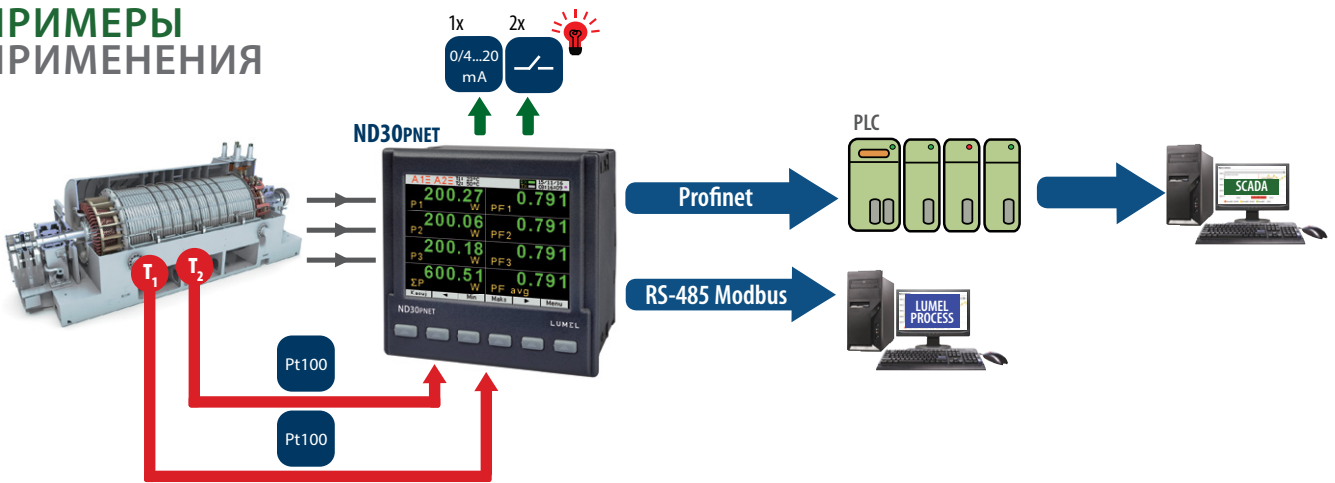 ПРИМЕРЫ
ПРИМЕНЕНИЯ
1x
2x
0/4...20
mA
ND30PNET
PLC
P1 200.27 W PF1 0.791
P2 200.06 W PF2 0.791
P3 200.18 W PF3 0.791
ΣP 600.51 W PF avg 0.791
Min Maks Menu
ND30PNET
LUMEL
Profinet
SCADA
RS-485 Modbus
LUMEL
PROCESS
T1
T2
Pt100
Pt100